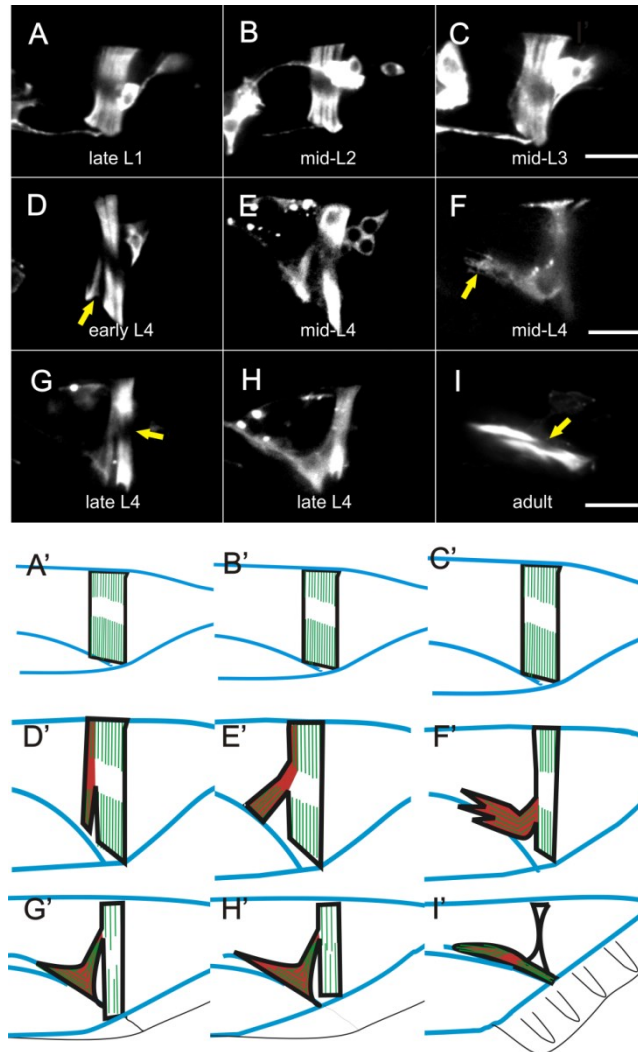 A B C I'
late L1 mid-L2 mid-L3
D E F
early L4 mid-L4 mid-L4
G H I
late L4 late L4 adult
A’ B’ C’
D’ E’ F’
G’ H’ I’